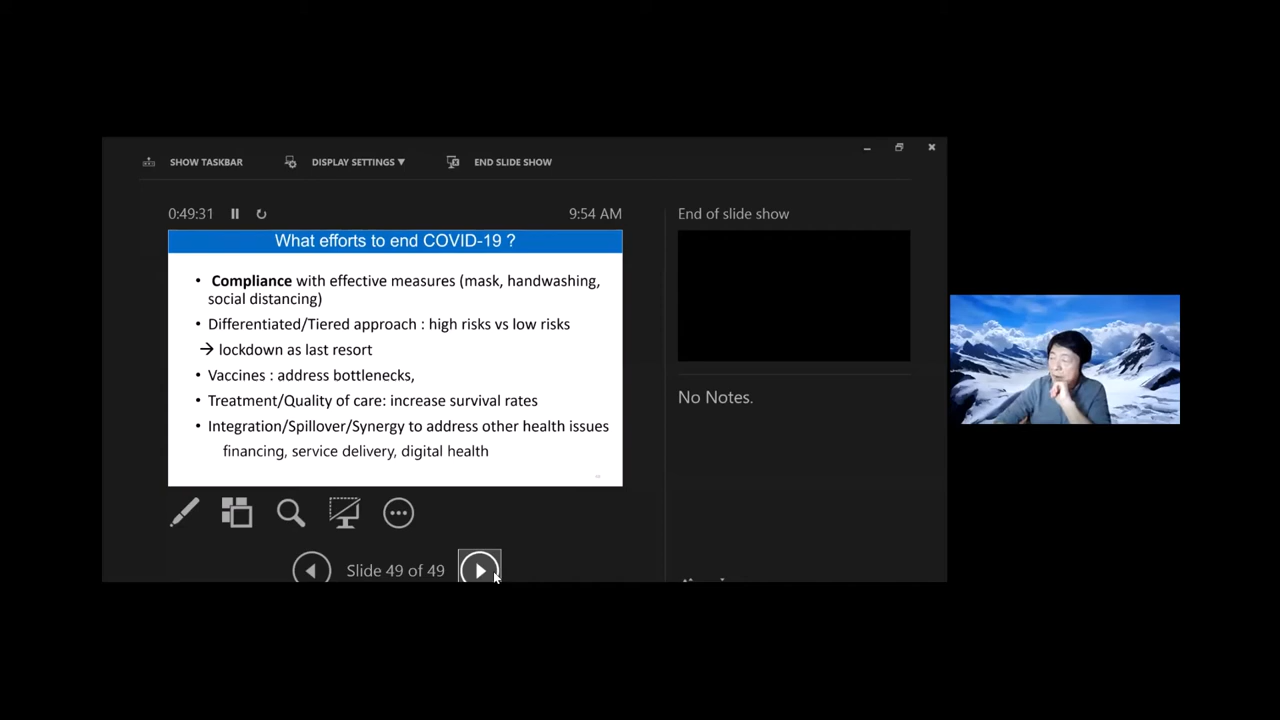 SHOW TASKBAR
DISPLAY SETTINGS ▼
END SLIDE SHOW
0:49:31
9:54 AM
What efforts to end COVID-19 ?
• Compliance with effective measures (mask, handwashing,
social distancing)
• Differentiated/Tiered approach : high risks vs low risks
→ lockdown as last resort
• Vaccines : address bottlenecks,
• Treatment/Quality of care: increase survival rates
• Integration/Spillover/Synergy to address other health issues
financing, service delivery, digital health
Slide 49 of 49
End of slide show
No Notes.